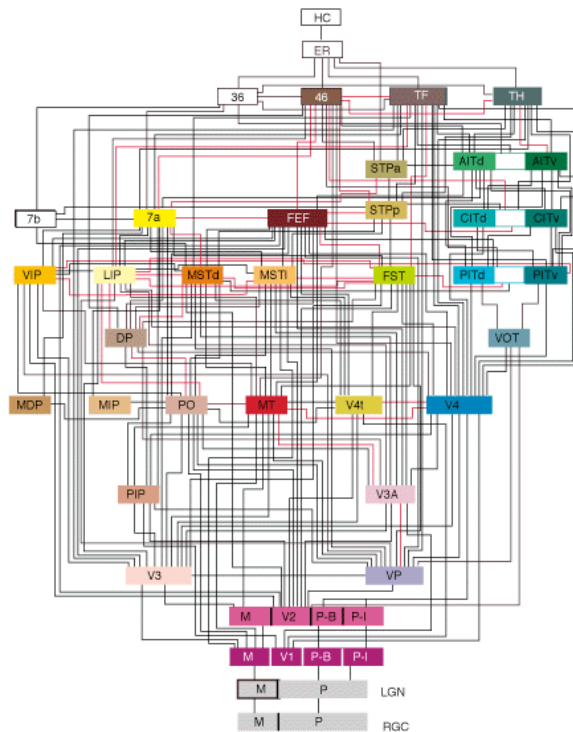 HC
ER
36 46 TF TH
STPa AITd AITv
7b 7a FEF STPp CITd CITv
VIP LIP MSTd MSTl FST PITd PITv
DP VOT
MDP MIP PO MT V4t V4
PIP V3A
V3 VP
M V2 P-B P-I
M V1 P-B P-I
M P LGN
M P RGC